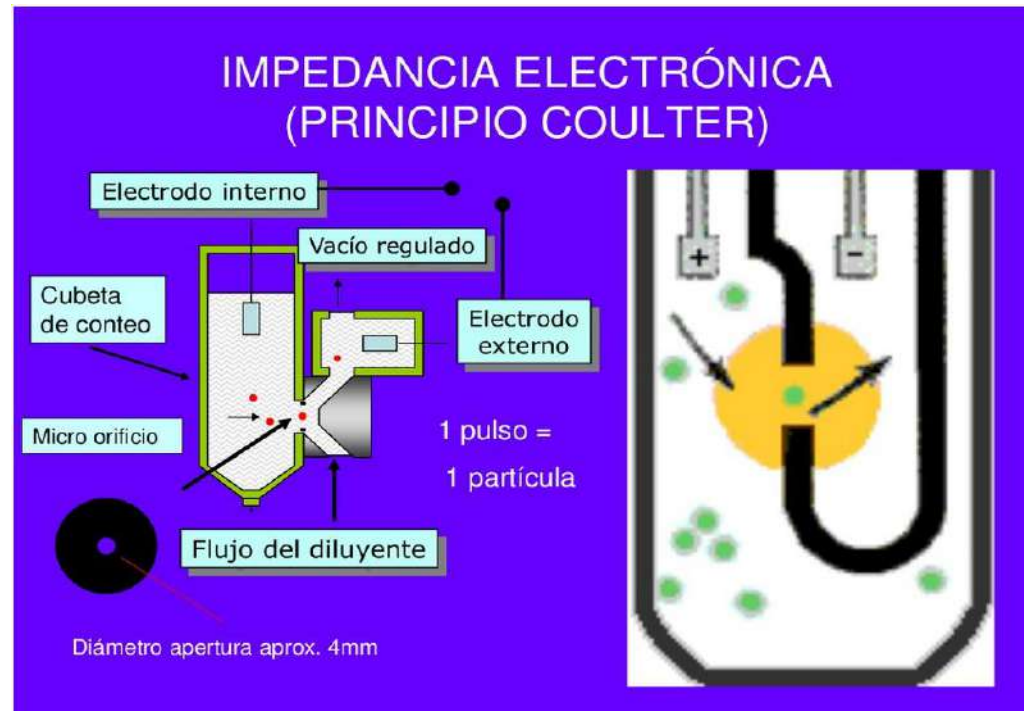 IMPEDANCIA ELECTRÓNICA
(PRINCIPIO COULTER)
Electrodo interno
Vacío regulado
Cubeta
de conteo
Electrodo
externo
Micro orificio
1 pulso =
1 partícula
Flujo del diluyente
Diámetro apertura aprox. 4mm
+
-